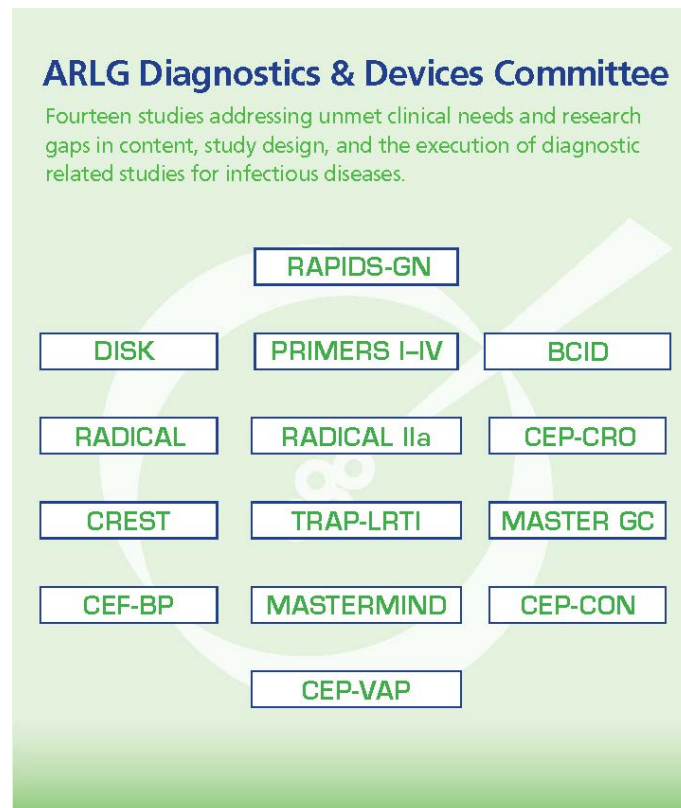 ARLG Diagnostics & Devices Committee
Fourteen studies addressing unmet clinical needs and research
gaps in content, study design, and the execution of diagnostic
related studies for infectious diseases.
RAPIDS-GN
DISK
PRIMERS I–IV
BCID
RADICAL
RADICAL IIa
CEP-CRO
CREST
TRAP-LRTI
MASTER GC
CEF-BP
MASTERMIND
CEP-CON
CEP-VAP